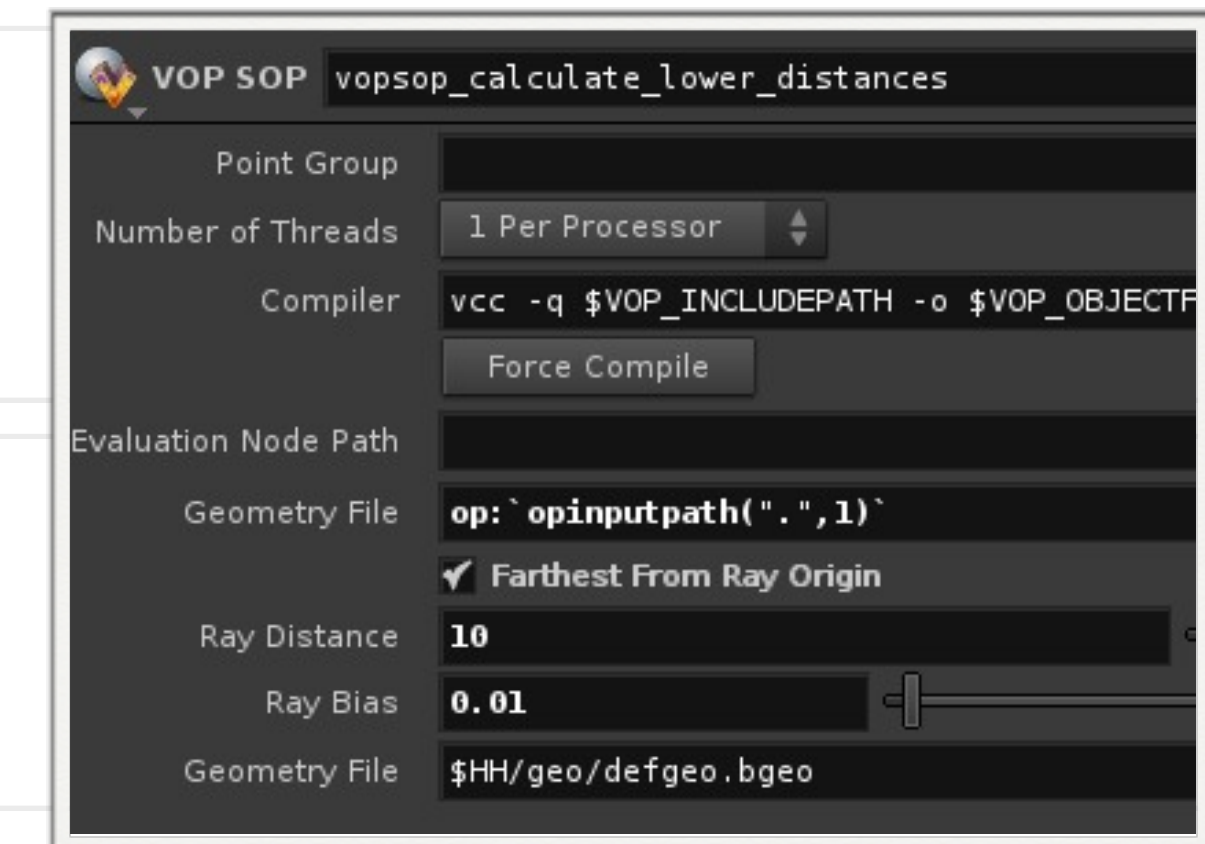 VOP SOP vopsop_calculate_lower_distances
Point Group
Number of Threads 1 Per Processor
Compiler vcc -q $VOP_INCLUDEPATH -o $VOP_OBJECTF
Force Compile
Evaluation Node Path
Geometry File op:`opinputpath(".",1)`
Farthest From Ray Origin
Ray Distance 10
Ray Bias 0.01
Geometry File $HH/geo/defgeo.bgeo